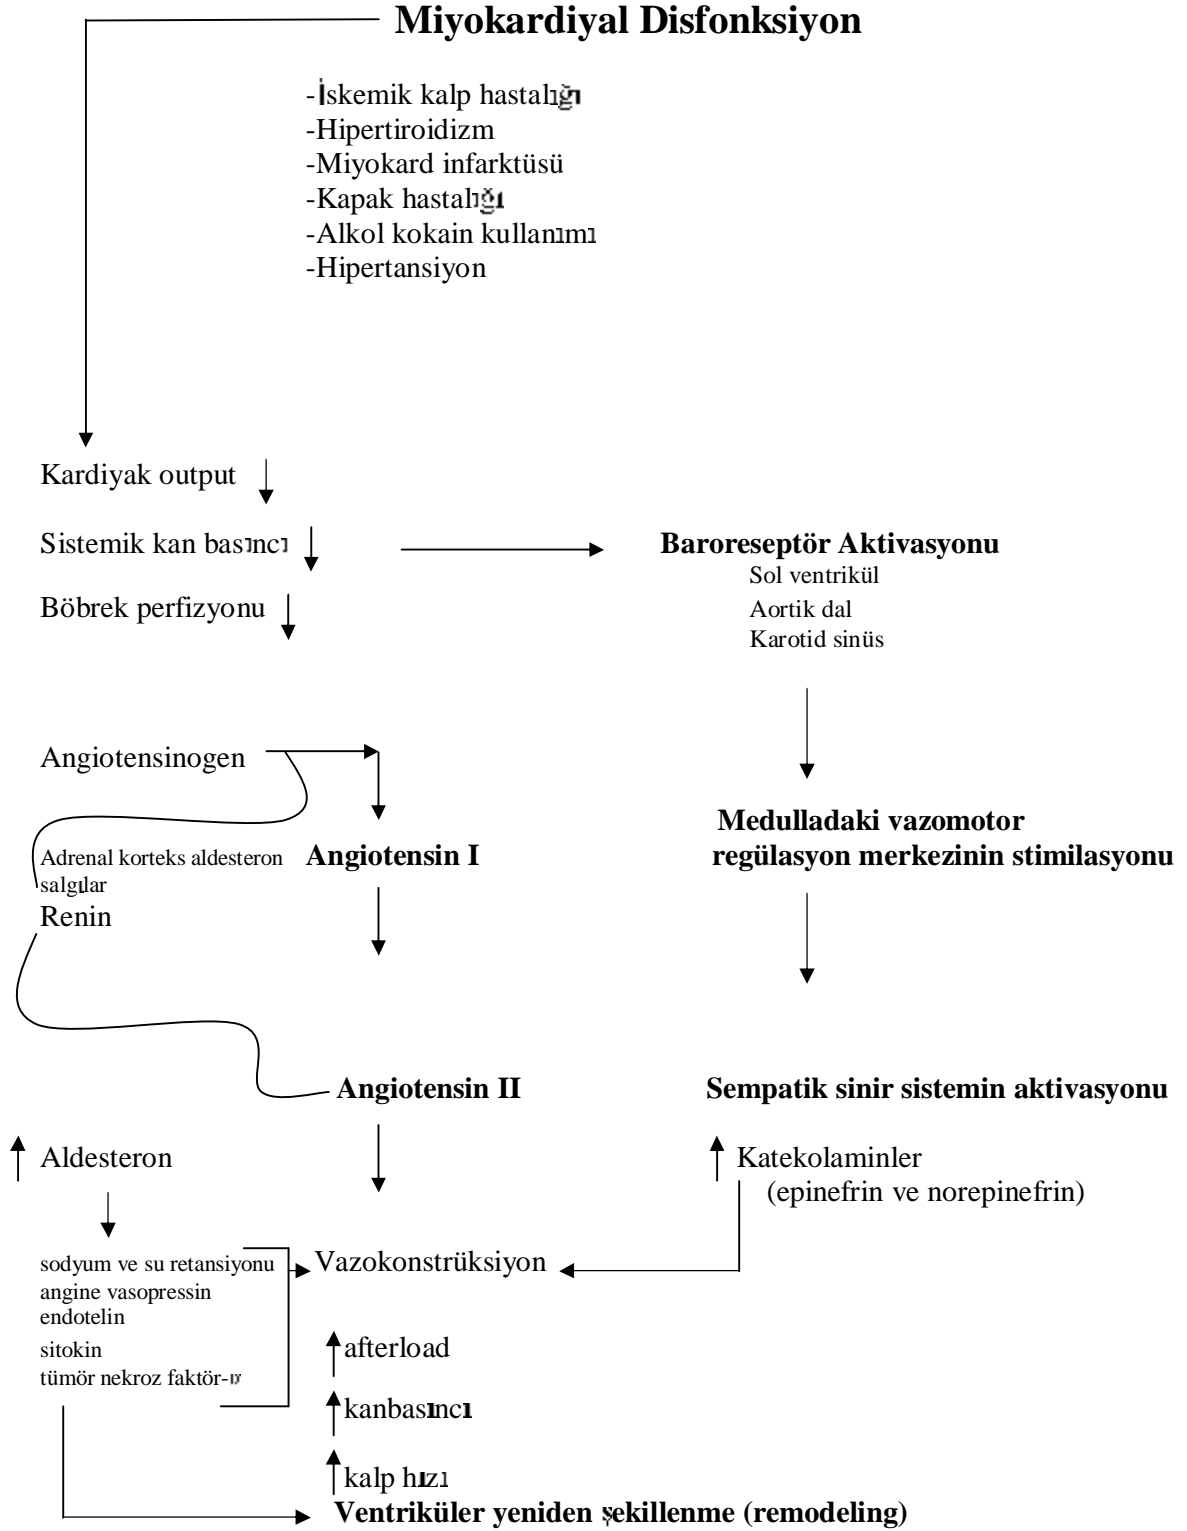 Miyokardiyal Disfonksiyon
-İskemik kalp hastalığı
-Hipertiroidizm
-Miyokard infarktüsü
-Kapak hastalığı
-Alkol kokain kullanımı
-Hipertansiyon
Kardiyak output
Sistemik kan basıncı
Böbrek perfizyonu
Baroreseptör Aktivasyonu
Sol ventrikül
Aortik dal
Karotid sinüs
Angiotensinogen
Adrenal korteks aldesteron
salgılar
Renin
Angiotensin I
Medulladaki vazomotor
regülasyon merkezinin stimilasyonu
Angiotensin II
Sempatik sinir sistemin aktivasyonu
Aldesteron
Katekolaminler
(epinefrin ve norepinefrin)
sodyum ve su retansiyonu
angine vasopressin
endotelin
sitokin
tümör nekroz faktör-α
Vazokonstrüksiyon
afterload
kanbasıncı
kalp hızı
Ventriküler yeniden şekillenme (remodeling)